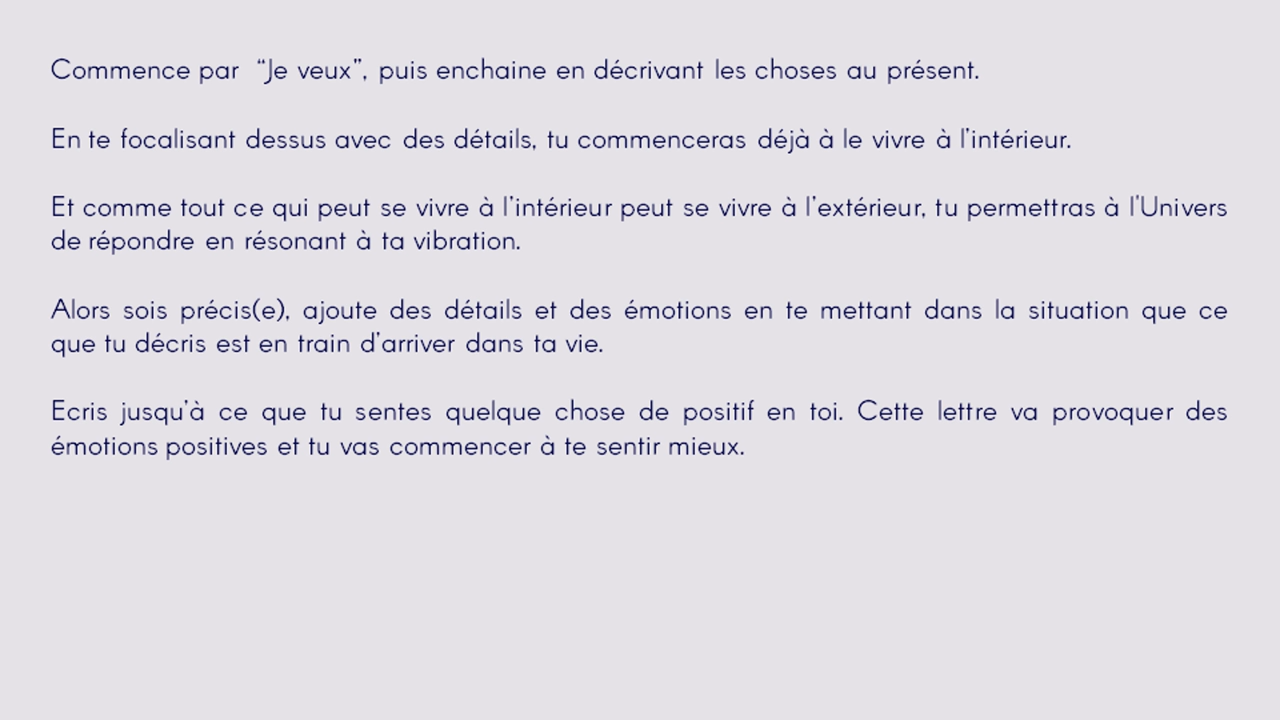 Commence par “Je veux”, puis enchaine en décrivant les choses au présent.
En te focalisant dessus avec des détails, tu commenceras déjà à le vivre à l’intérieur.
Et comme tout ce qui peut se vivre à l’intérieur peut se vivre à l’extérieur, tu permettras à l'Univers
de répondre en résonant à ta vibration.
Alors sois précis(e), ajoute des détails et des émotions en te mettant dans la situation que ce
que tu décris est en train d’arriver dans ta vie.
Ecris jusqu’à ce que tu sentes quelque chose de positif en toi. Cette lettre va provoquer des
émotions positives et tu vas commencer à te sentir mieux.